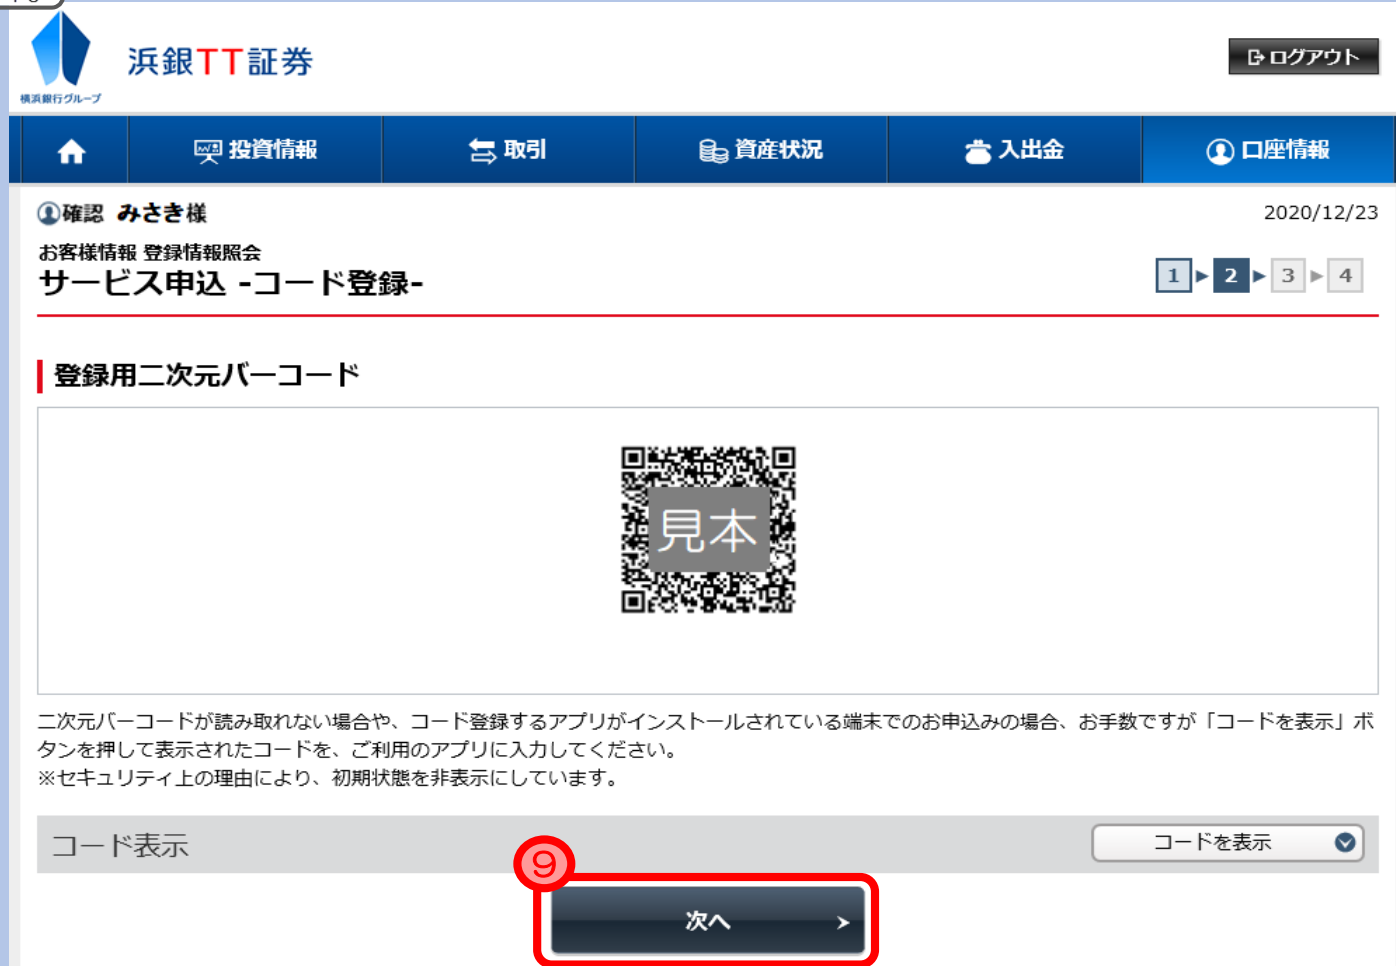 浜銀TT証券
横浜銀行グループ
ログアウト
投資情報
取引
資産状況
入出金
口座情報
確認 みさき様
2020/12/23
お客様情報 登録情報照会
サービス申込 -コード登録-
1 2 3 4
登録用二次元バーコード
見本
二次元バーコードが読み取れない場合や、コード登録するアプリがインストールされている端末でのお申込みの場合、お手数ですが「コードを表示」ボ
タンを押して表示されたコードを、ご利用のアプリに入力してください。
※セキュリティ上の理由により、初期状態を非表示にしています。
コード表示
コードを表示
9
次へ